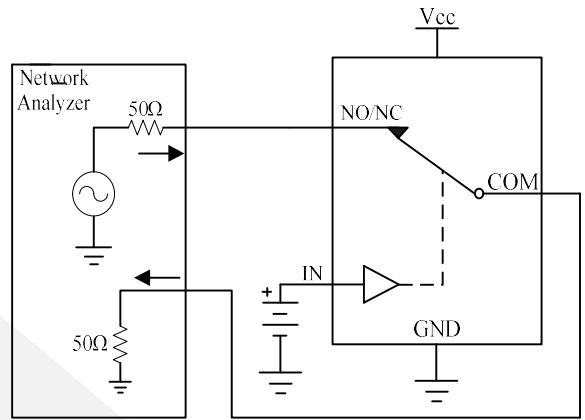 Vcc
Network
Analyzer
50Ω
NO/NC
COM
IN
+
GND
50Ω